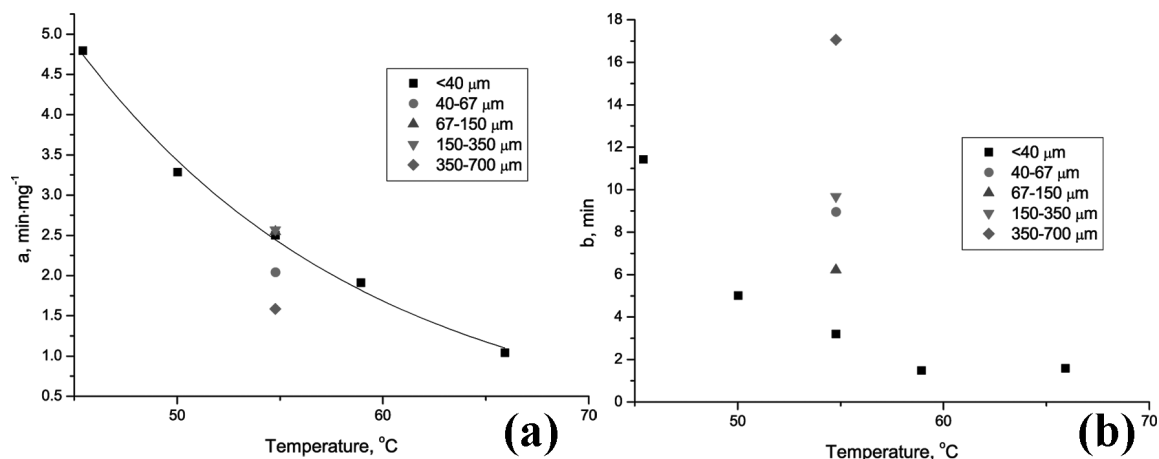 5.0
4.5
4.0
3.5
3.0
2.5
2.0
1.5
1.0
0.5
a, min·mg⁻¹
<40 μm
40-67 μm
67-150 μm
150-350 μm
350-700 μm
50
60
70
Temperature, °C
(a)
18
16
14
12
10
8
6
4
2
0
b, min
<40 μm
40-67 μm
67-150 μm
150-350 μm
350-700 μm
50
60
70
Temperature, °C
(b)